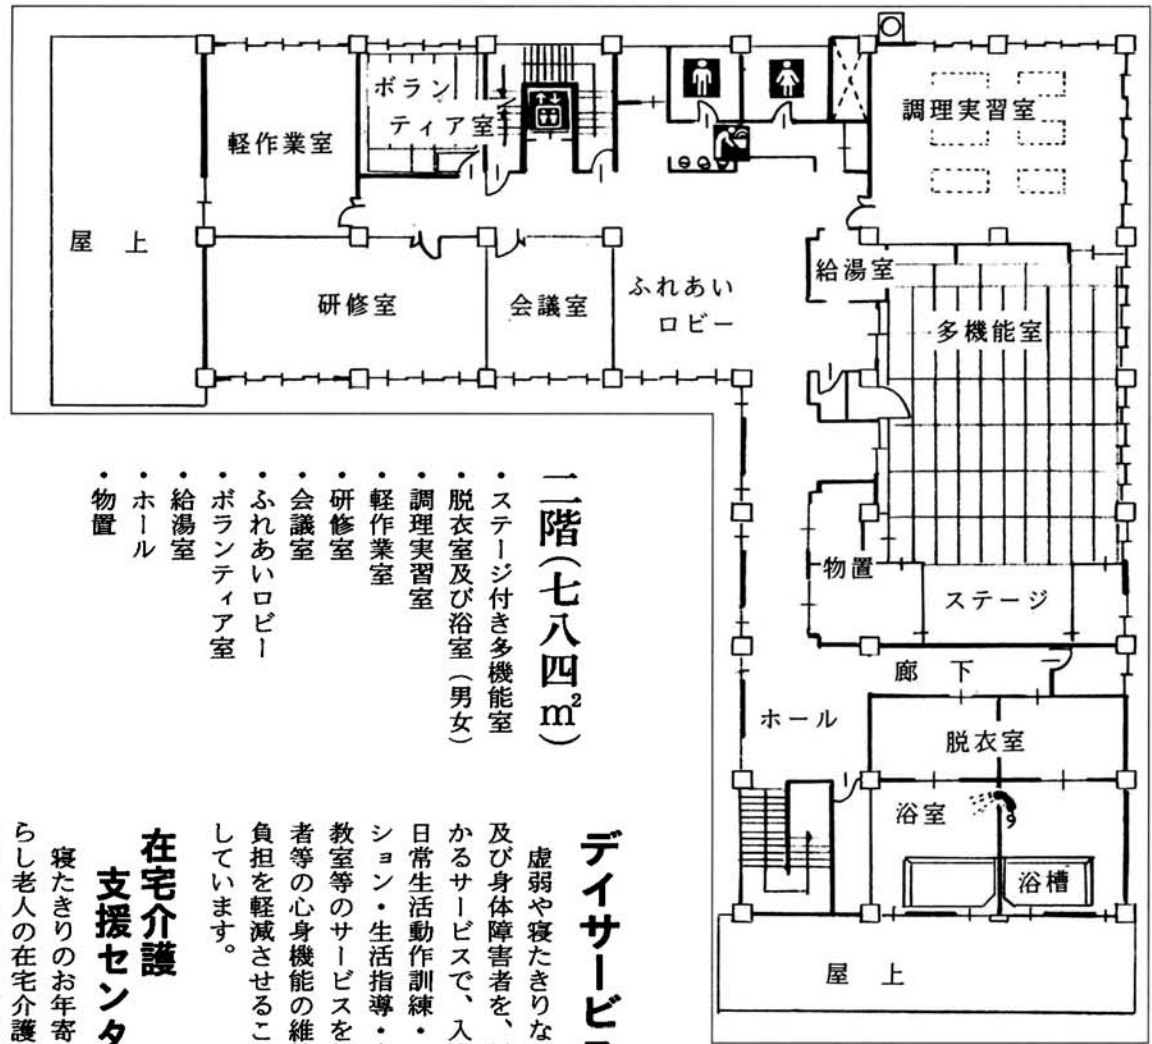 ボラン
ティア室
軽作業室
調理実習室
屋 上
研修室
会議室
ふれあい
ロビー
給湯室
多機能室
物置
ステージ
廊 下
ホール
脱衣室
浴室
浴槽
屋 上
二階(七八四㎡)
・ステージ付き多機能室
・脱衣室及び浴室(男女)
・調理実習室
・軽作業室
・研修室
・会議室
・ふれあいロビー
・ボランティア室
・給湯室
・ホール
・物置
デイサービ
虚弱や寝たきりな
及び身体障害者を、
かるサービスで、入
日常生活動作訓練・
ション・生活指導・
教室等のサービスを
者等の心身機能の維
負担を軽減させるこ
しています。
在宅介護
支援センタ
寝たきりのお年寄
らし老人の在宅介護